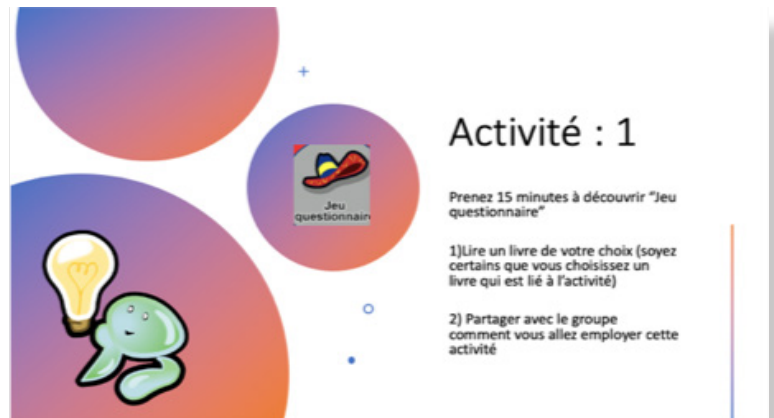 Activité : 1
Jeu
questionnaire
Prenez 15 minutes à découvrir “Jeu
questionnaire”
1)Lire un livre de votre choix (soyez
certains que vous choisissez un
livre qui est lié à l’activité)
2) Partager avec le groupe
comment vous allez employer cette
activité